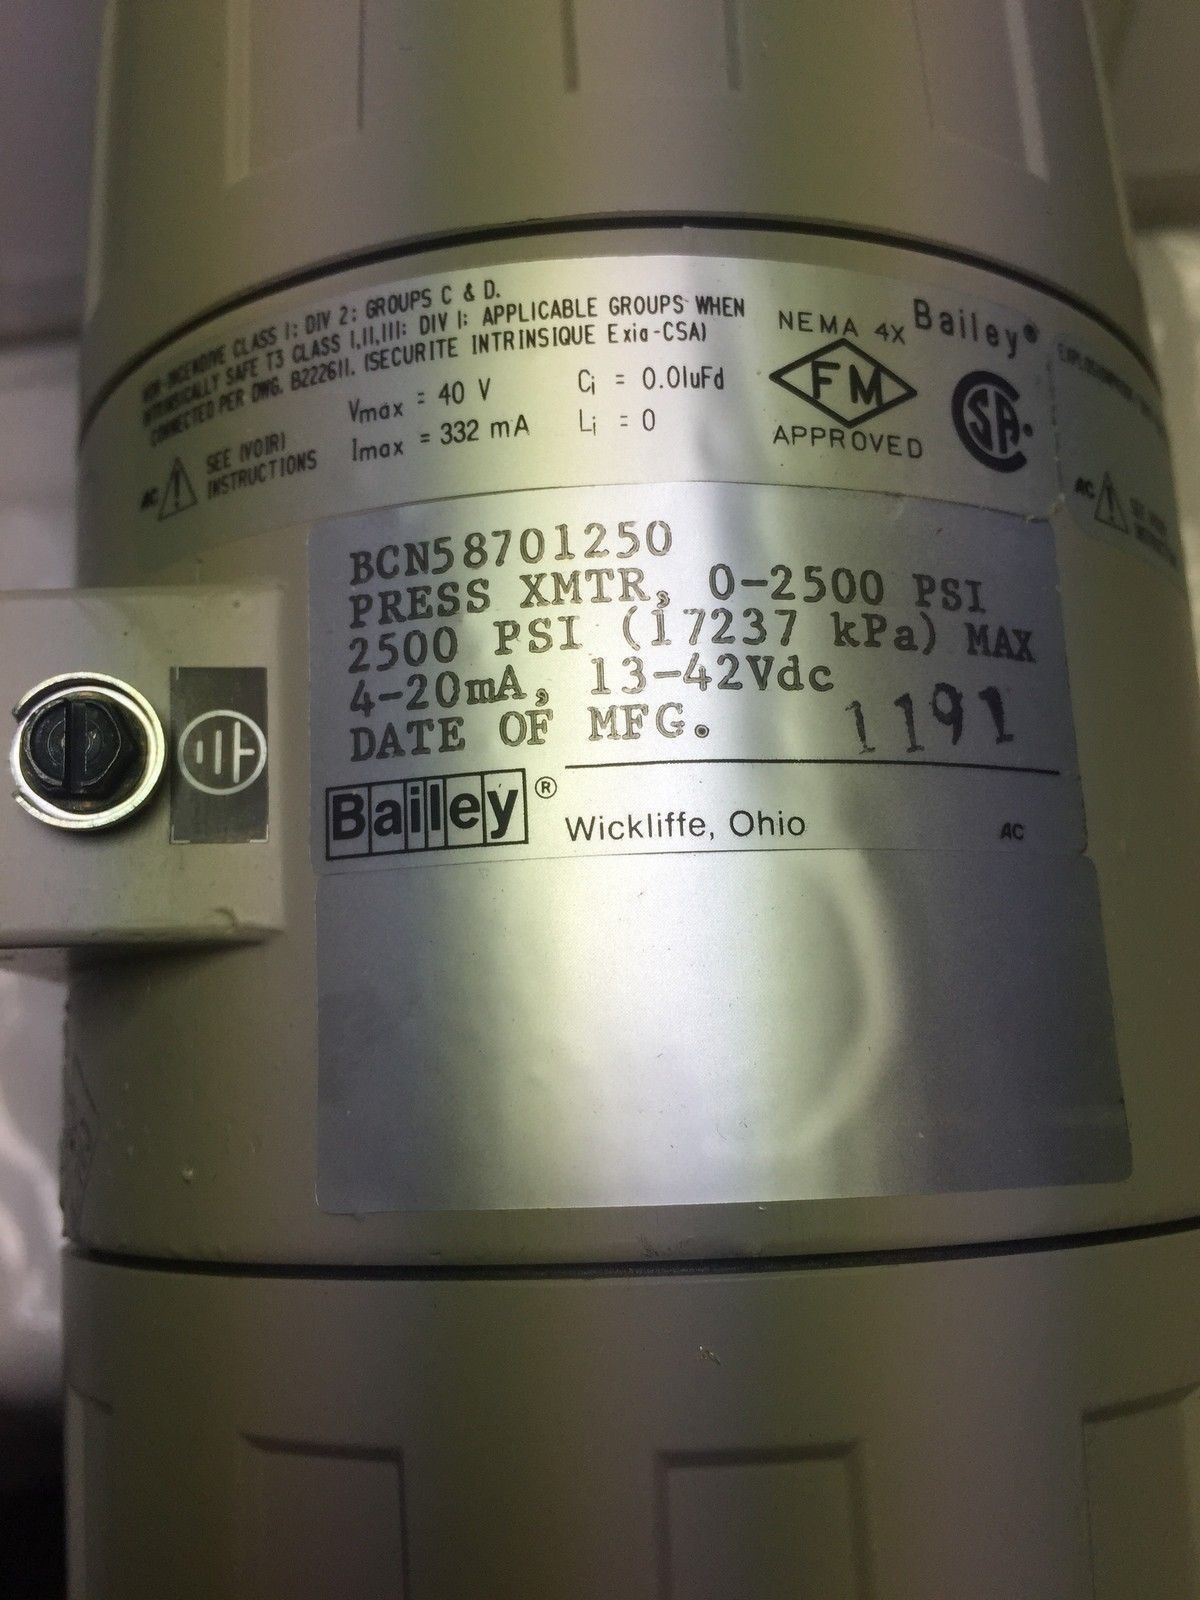 NON-INCENDIVE CLASS I; DIV 2; GROUPS C & D.
INTRINSICALLY SAFE T3 CLASS I,II,III; DIV I; APPLICABLE GROUPS WHEN
CONNECTED PER DWG. B222611. (SECURITE INTRINSIQUE Exia-CSA)
AC SEE (VOIR) INSTRUCTIONS
Vmax = 40 V Ci = 0.01uFd
Imax = 332 mA Li = 0
NEMA 4X
FM
APPROVED
Bailey®
SA
AC
BCN58701250
PRESS XMTR, 0-2500 PSI
2500 PSI (17237 kPa) MAX
4-20mA, 13-42Vdc
DATE OF MFG. 1191
Bailey® Wickliffe, Ohio AC